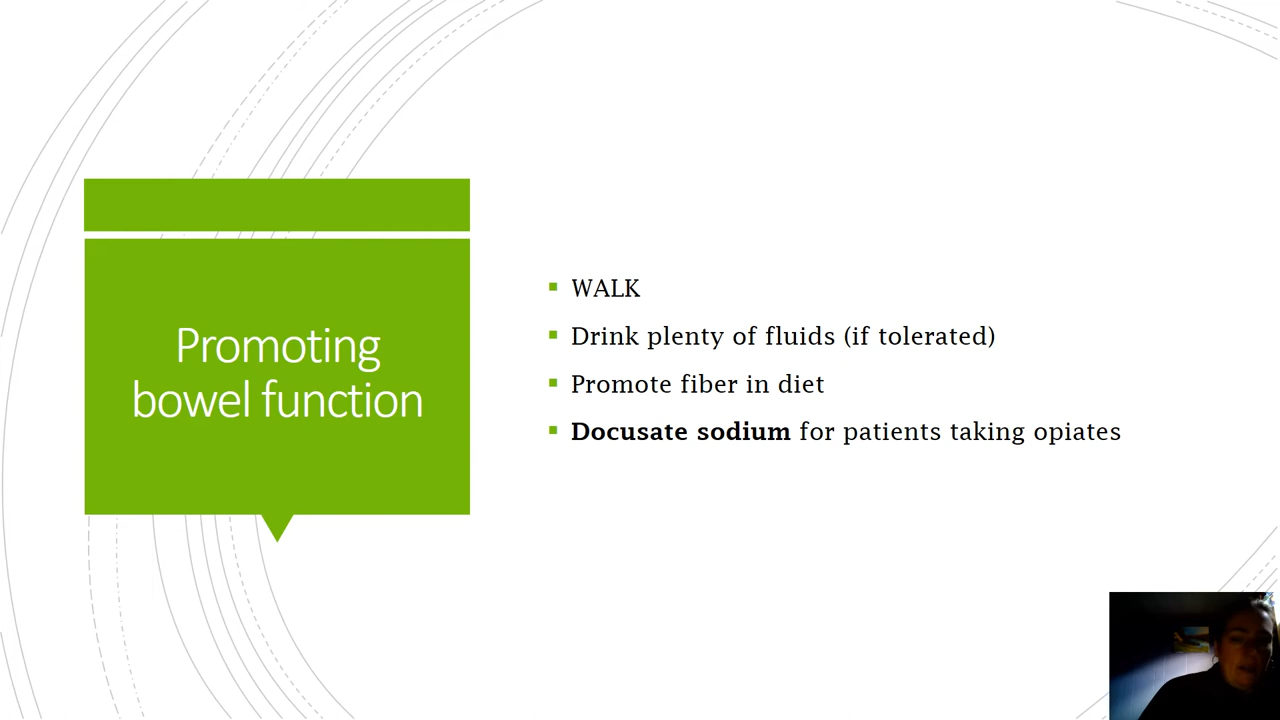 Promoting
bowel function
WALK
Drink plenty of fluids (if tolerated)
Promote fiber in diet
Docusate sodium for patients taking opiates